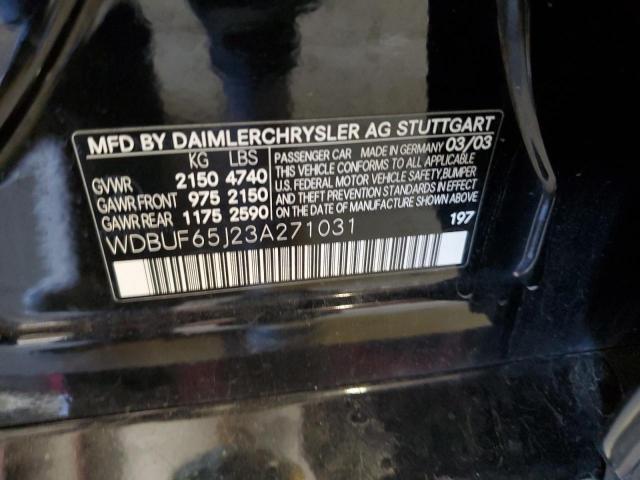 MFD BY DAIMLERCHRYSLER AG STUTTGART
KG LBS
GVWR 2150 4740
GAWR FRONT 975 2150
GAWR REAR 1175 2590
PASSENGER CAR MADE IN GERMANY 03/03
THIS VEHICLE CONFORMS TO ALL APPLICABLE
U.S. FEDERAL MOTOR VEHICLE SAFETY, BUMPER
AND THEFT PREVENTION STANDARDS IN EFFECT
ON THE DATE OF MANUFACTURE SHOWN ABOVE.
197
WDBUF65J23A271031